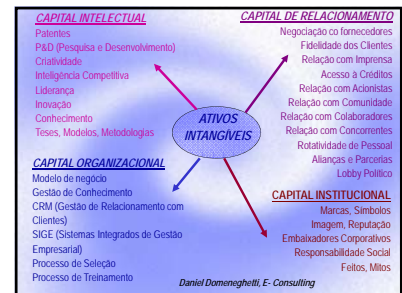 CAPITAL INTELECTUAL
Patentes
P&D (Pesquisa e Desenvolvimento)
Criatividade
Inteligência Competitiva
Liderança
Inovação
Conhecimento
Teses, Modelos, Metodologias
CAPITAL DE RELACIONAMENTO
Negociação co fornecedores
Fidelidade dos Clientes
Relação com Imprensa
Acesso à Créditos
Relação com Acionistas
Relação com Comunidade
Relação com Colaboradores
Relação com Concorrentes
Rotatividade de Pessoal
Alianças e Parcerias
Lobby Político
ATIVOS
INTANGÍVEIS
CAPITAL ORGANIZACIONAL
Modelo de negócio
Gestão de Conhecimento
CRM (Gestão de Relacionamento com
Clientes)
SIGE (Sistemas Integrados de Gestão
Empresarial)
Processo de Seleção
Processo de Treinamento
CAPITAL INSTITUCIONAL
Marcas, Símbolos
Imagem, Reputação
Embaixadores Corporativos
Responsabilidade Social
Feitos, Mitos
Daniel Domeneghetti, E- Consulting